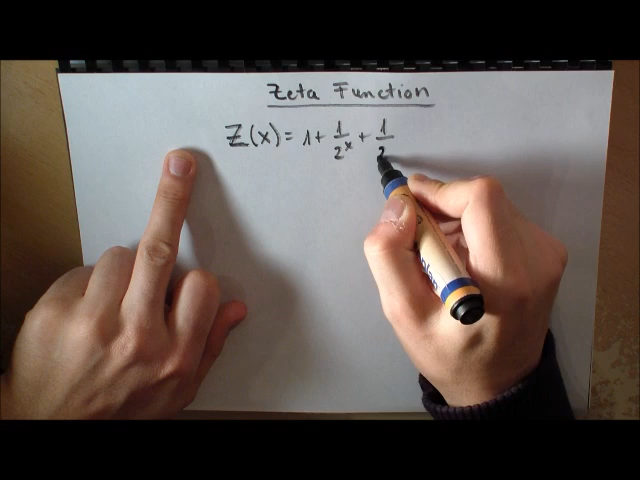 Zeta Function
Z(x) = 1 + 1/2^x + 1/